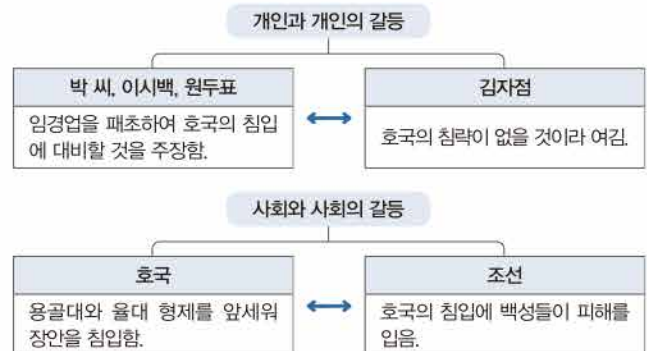 개인과 개인의 갈등
박 씨, 이시백, 원두표
임경업을 패초하여 호국의 침입
에 대비할 것을 주장함.
김자점
호국의 침략이 없을 것이라 여김.
사회와 사회의 갈등
호국
용골대와 율대 형제를 앞세워
장안을 침입함.
조선
호국의 침입에 백성들이 피해를
입음.